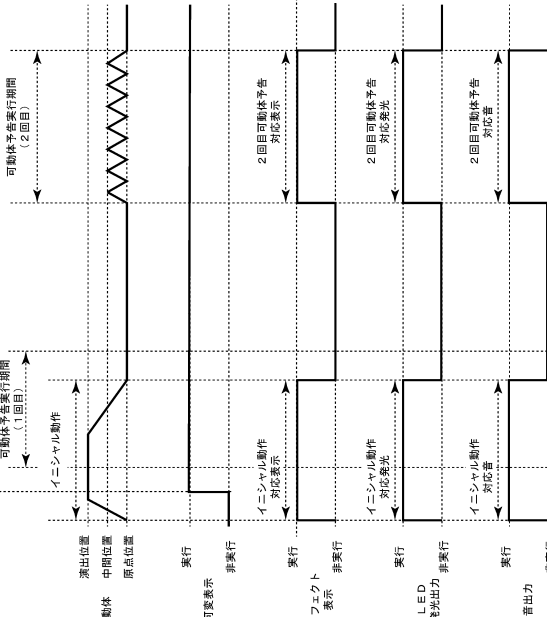 可動体予告実行期間
（２回目）
可動体予告実行期間
（１回目）
イニシャル動作
演出位置
中間位置
原点位置
動体
実行
非実行
可変表示
２回目可動体予告
対応表示
イニシャル動作
対応表示
実行
非実行
フェクト
表示
２回目可動体予告
対応発光
イニシャル動作
対応発光
実行
非実行
ＬＥＤ
発光出力
２回目可動体予告
対応音
イニシャル動作
対応音
実行
音出力